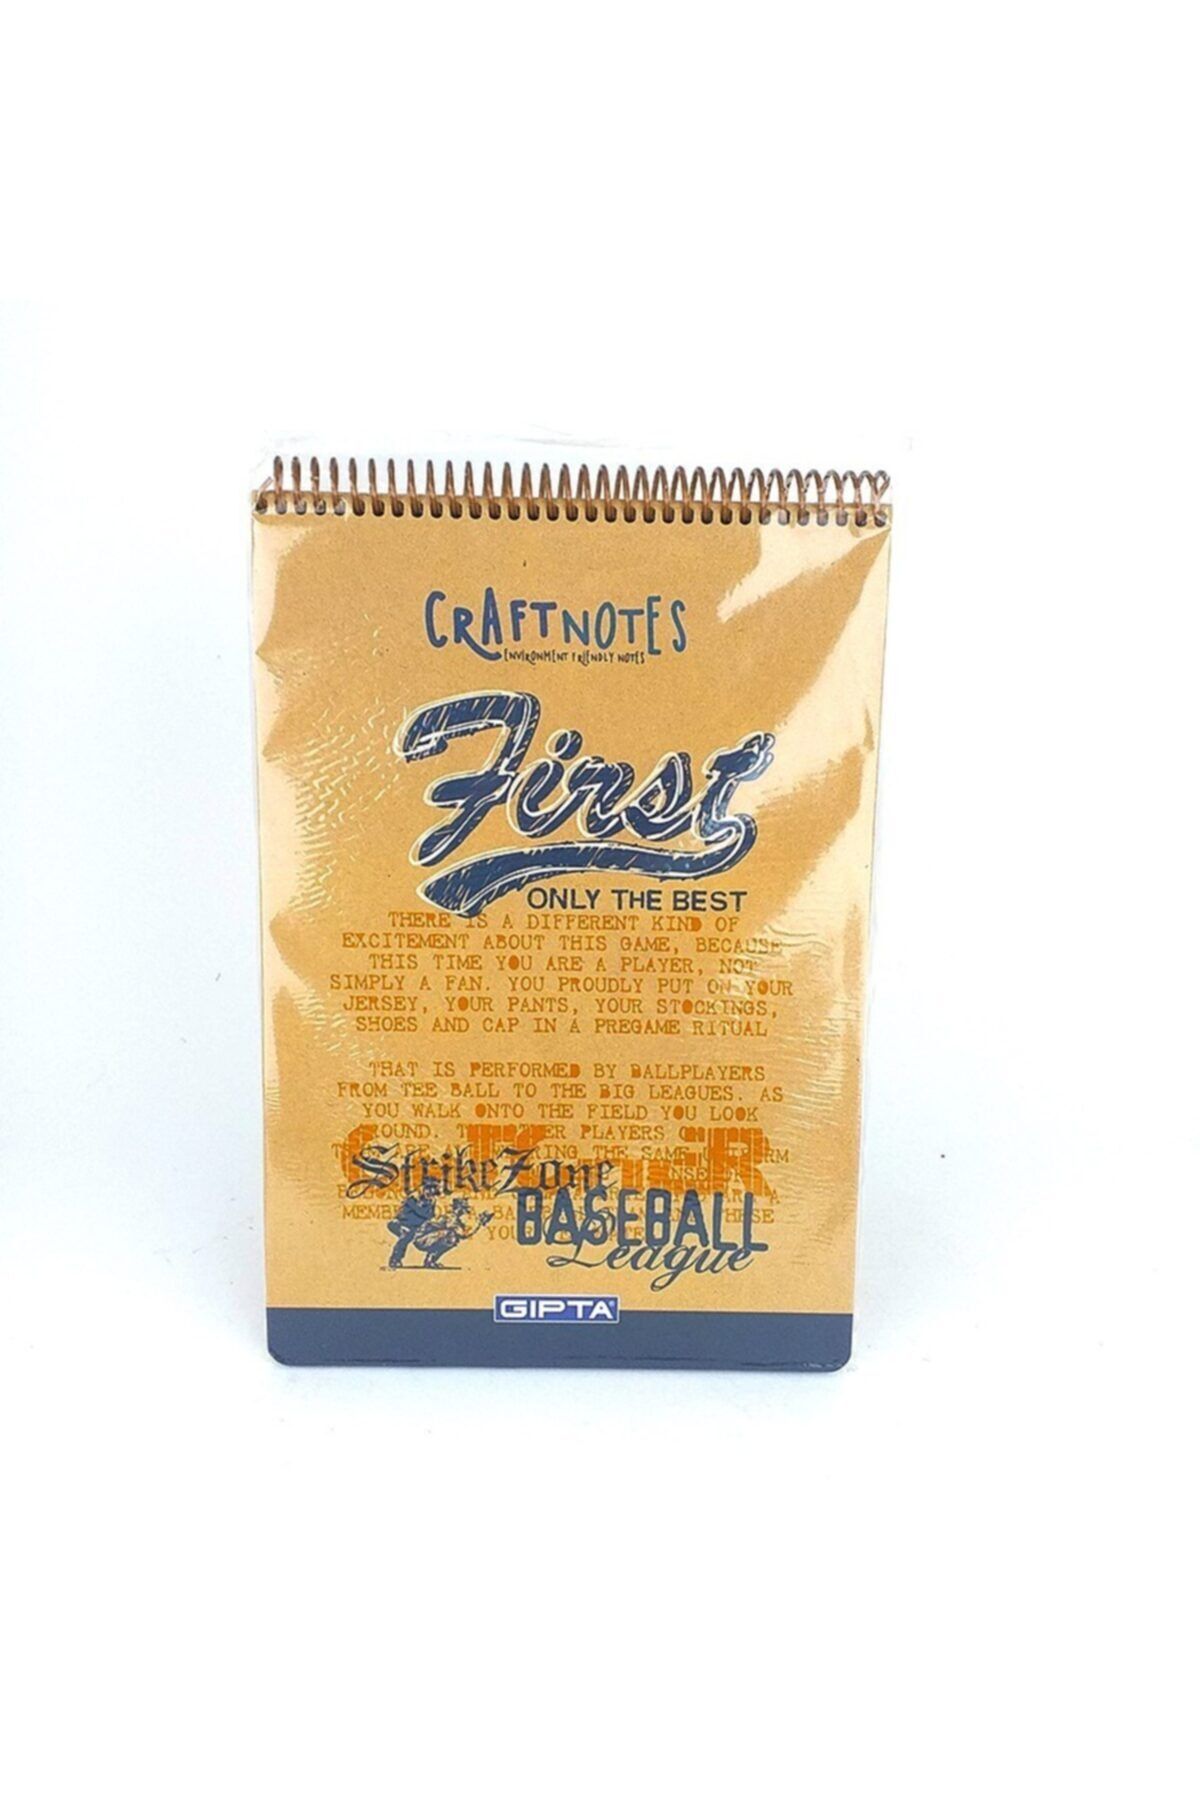 CRAFTNOTES
ENVIRONMENT FRIENDLY NOTES
First
ONLY THE BEST
THERE IS A DIFFERENT KIND OF
EXCITEMENT ABOUT THIS GAME, BECAUSE
THIS TIME YOU ARE A PLAYER, NOT
SIMPLY A FAN. YOU PROUDLY PUT ON YOUR
JERSEY, YOUR PANTS, YOUR STOCKINGS,
SHOES AND CAP IN A PREGAME RITUAL
THAT IS PERFORMED BY BALLPLAYERS
FROM TEE BALL TO THE BIG LEAGUES. AS
YOU WALK ONTO THE FIELD YOU LOOK
PLAYERS
THE SAME
StrikeZone
BASEBALL
League
GIPTA